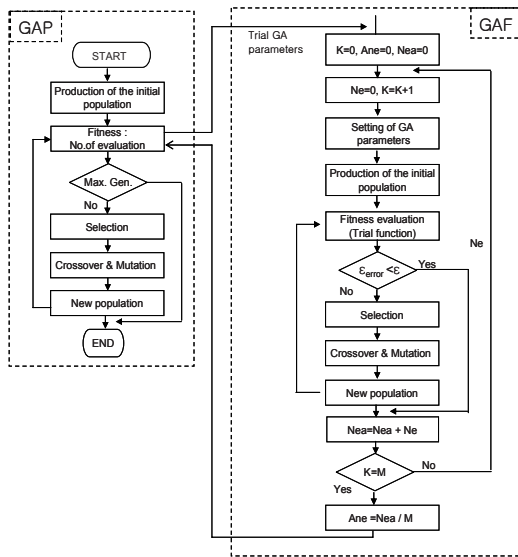 GAP
START
Production of the initial
population
Fitness :
No.of evaluation
Max. Gen.
No
Selection
Crossover & Mutation
New population
END
Trial GA
parameters
GAF
K=0, Ane=0, Nea=0
Ne=0, K=K+1
Setting of GA
parameters
Production of the initial
population
Fitness evaluation
(Trial function)
εerror <ε
Yes
No
Ne
Selection
Crossover & Mutation
New population
Nea=Nea + Ne
K=M
No
Yes
Ane =Nea / M